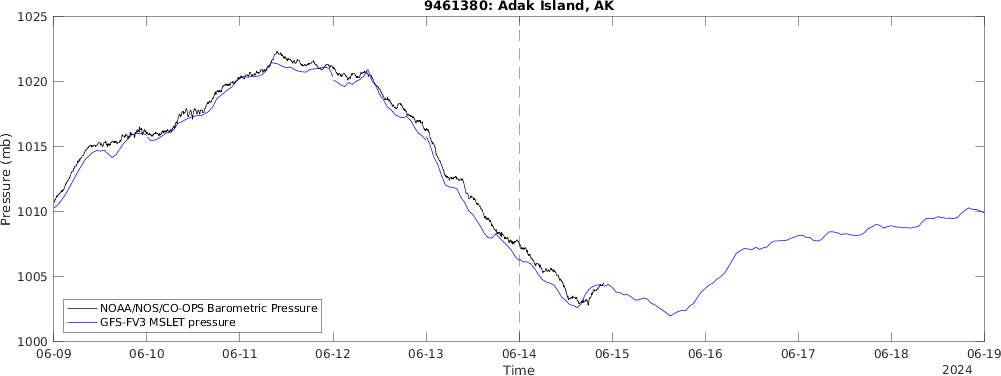 9461380: Adak Island, AK
1025
1020
1015
1010
1005
1000
Pressure (mb)
NOAA/NOS/CO-OPS Barometric Pressure
GFS-FV3 MSLET pressure
06-09 06-10 06-11 06-12 06-13 06-14 06-15 06-16 06-17 06-18 06-19
Time
2024